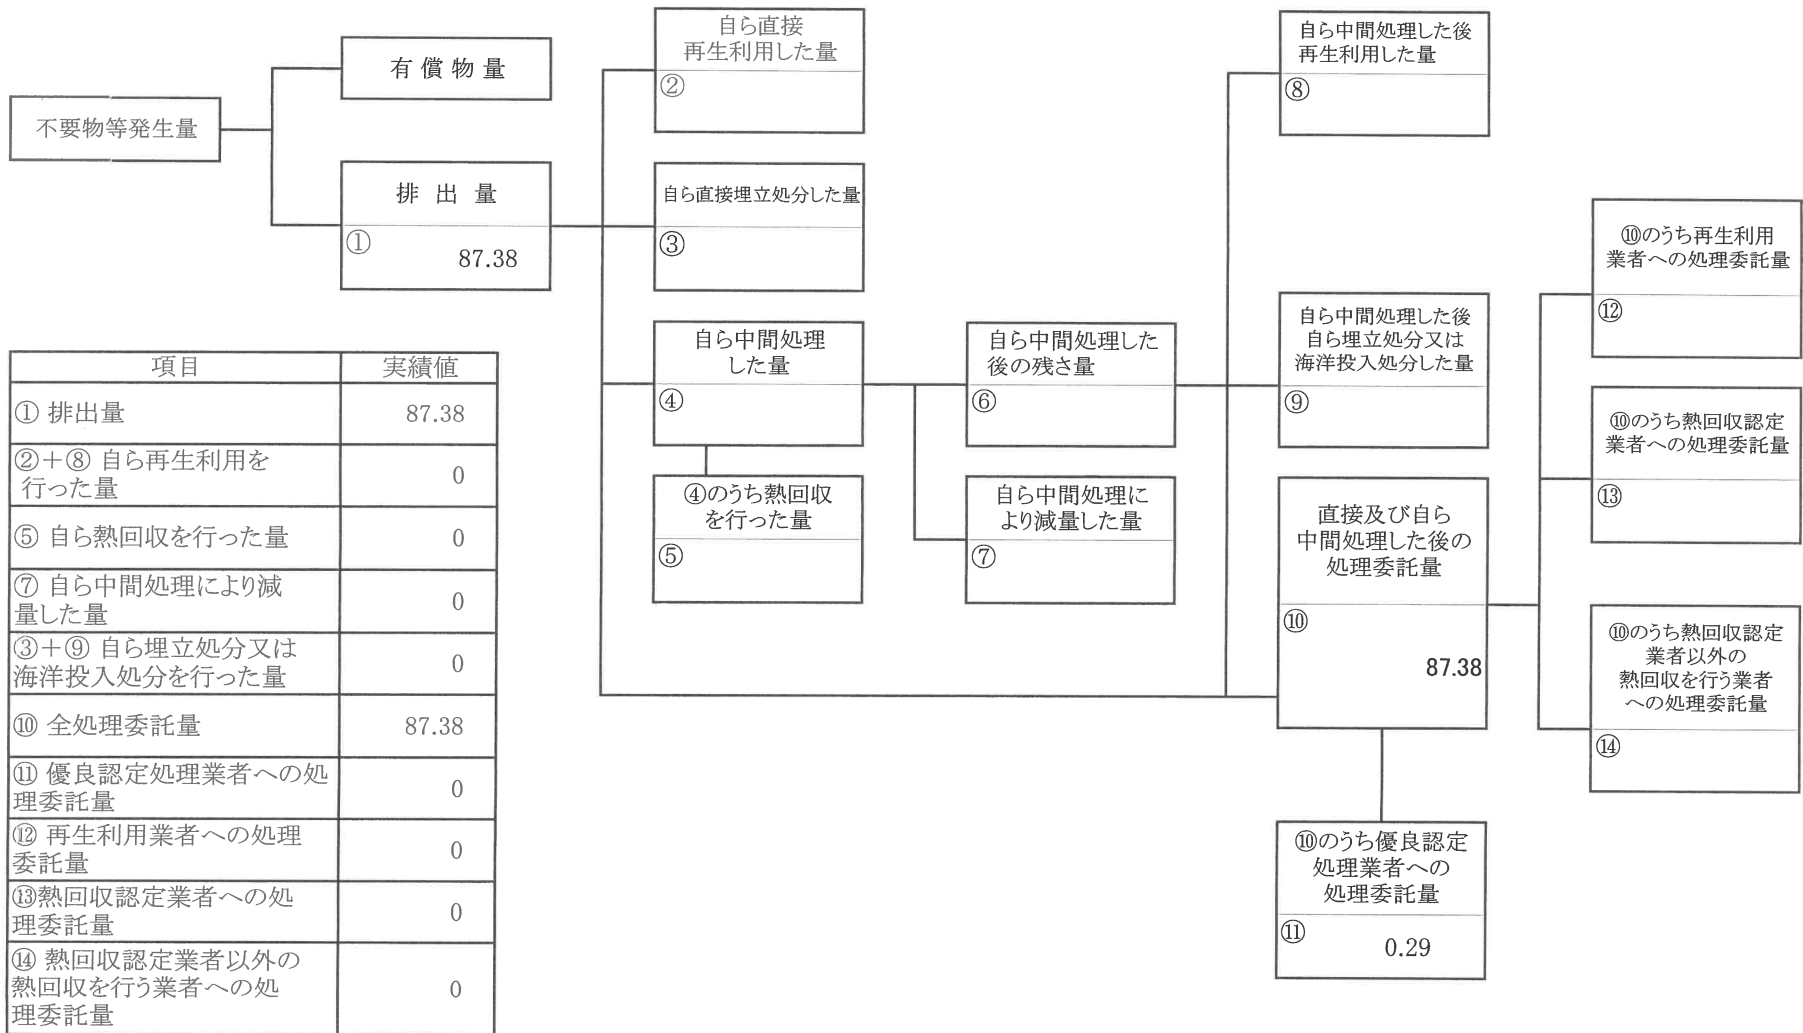 不要物等発生量
有償物量
排出量
①
87.38
自ら直接
再生利用した量
②
自ら直接埋立処分した量
③
自ら中間処理
した量
④
④のうち熱回収
を行った量
⑤
自ら中間処理した
後の残さ量
⑥
自ら中間処理に
より減量した量
⑦
自ら中間処理した後
再生利用した量
⑧
自ら中間処理した後
自ら埋立処分又は
海洋投入処分した量
⑨
直接及び自ら
中間処理した後の
処理委託量
⑩
87.38
⑩のうち優良認定
処理業者への
処理委託量
⑪
0.29
⑩のうち再生利用
業者への処理委託量
⑫
⑩のうち熱回収認定
業者への処理委託量
⑬
⑩のうち熱回収認定
業者以外の
熱回収を行う業者
への処理委託量
⑭
項目 実績値
① 排出量 87.38
②+⑧ 自ら再生利用を
行った量 0
⑤ 自ら熱回収を行った量 0
⑦ 自ら中間処理により減
量した量 0
③+⑨ 自ら埋立処分又は
海洋投入処分を行った量 0
⑩ 全処理委託量 87.38
⑪ 優良認定処理業者への処
理委託量 0
⑫ 再生利用業者への処理
委託量 0
⑬熱回収認定業者への処
理委託量 0
⑭ 熱回収認定業者以外の
熱回収を行う業者への処
理委託量 0